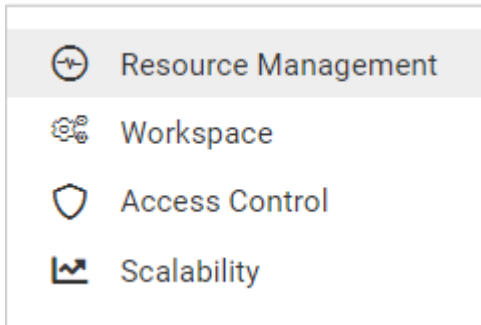 Resource Management
Workspace
Access Control
Scalability